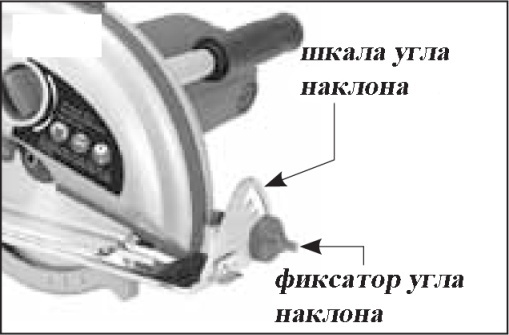 шкала угла
наклона
фиксатор угла
наклона